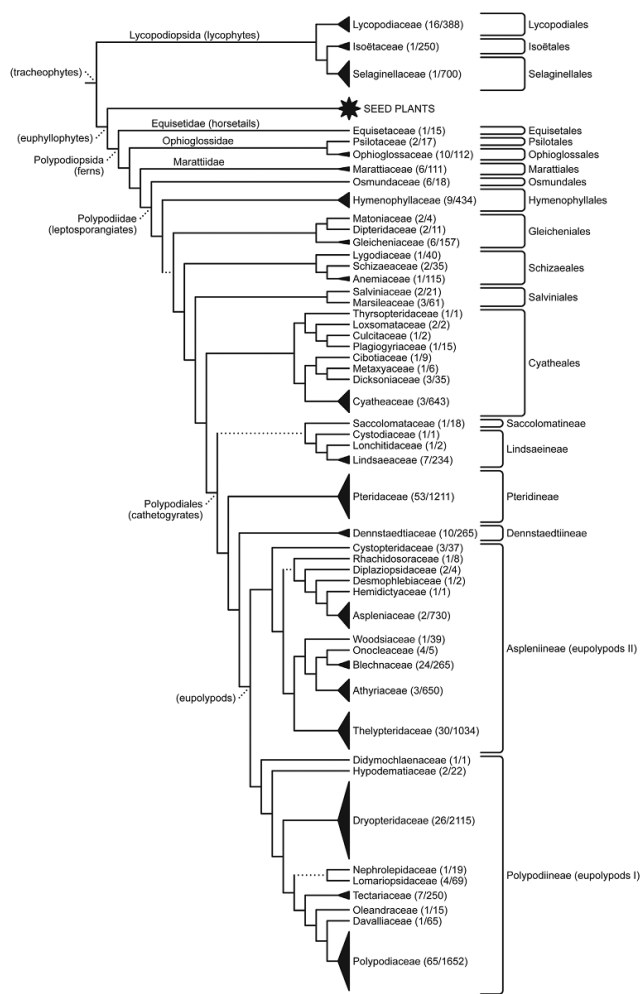 Lycopodiopsida (lycophytes)
Lycopodiaceae (16/388) Lycopodiales
Isoëtaceae (1/250) Isoëtales
(tracheophytes)
Selaginellaceae (1/700) Selaginellales
SEED PLANTS
(euphyllophytes)
Equisetidae (horsetails)
Equisetaceae (1/15) Equisetales
Ophioglossidae
Psilotaceae (2/17) Psilotales
Polypodiopsida
(ferns)
Ophioglossaceae (10/112) Ophioglossales
Marattiidae
Marattiaceae (6/111) Marattiales
Osmundaceae (6/18) Osmundales
Hymenophyllaceae (9/434) Hymenophyllales
Polypodiidae
(leptosporangiates)
Matoniaceae (2/4)
Dipteridaceae (2/11) Gleicheniales
Gleicheniaceae (6/157)
Lygodiaceae (1/40)
Schizaeaceae (2/35) Schizaeales
Anemiaceae (1/115)
Salviniaceae (2/21) Salviniales
Marsileaceae (3/61)
Thyrsopteridaceae (1/1)
Loxsomataceae (2/2)
Culcitaceae (1/2)
Plagiogyriaceae (1/15)
Cibotiaceae (1/9) Cyatheales
Metaxyaceae (1/6)
Dicksoniaceae (3/35)
Cyatheaceae (3/643)
Saccolomataceae (1/18) Saccolomatineae
Cystodiaceae (1/1)
Lonchitidaceae (1/2) Lindsaeineae
Lindsaeaceae (7/234)
Pteridaceae (53/1211) Pteridineae
Polypodiales
(cathetogyrates)
Dennstaedtiaceae (10/265) Dennstaedtiineae
Cystopteridaceae (3/37)
Rhachidosoraceae (1/8)
Diplaziopsidaceae (2/4)
Desmophlebiaceae (1/2)
Hemidictyaceae (1/1)
Aspleniaceae (2/730)
Woodsiaceae (1/39)
Onocleaceae (4/5) Aspleniineae (eupolypods II)
Blechnaceae (24/265)
Athyriaceae (3/650)
(eupolypods)
Thelypteridaceae (30/1034)
Didymochlaenaceae (1/1)
Hypodematiaceae (2/22)
Dryopteridaceae (26/2115)
Nephrolepidaceae (1/19)
Polypodiineae (eupolypods I)
Lomariopsidaceae (4/69)
Tectariaceae (7/250)
Oleandraceae (1/15)
Davalliaceae (1/65)
Polypodiaceae (65/1652)